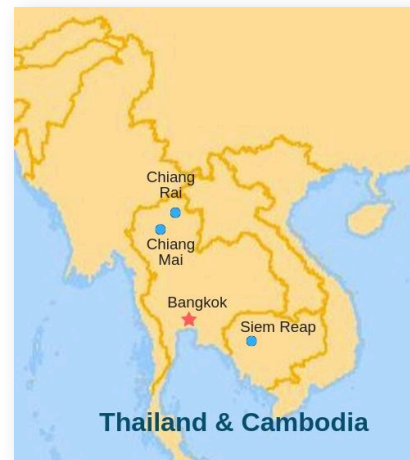 Chiang
Rai
Chiang
Mai
Bangkok
Siem Reap
Thailand & Cambodia